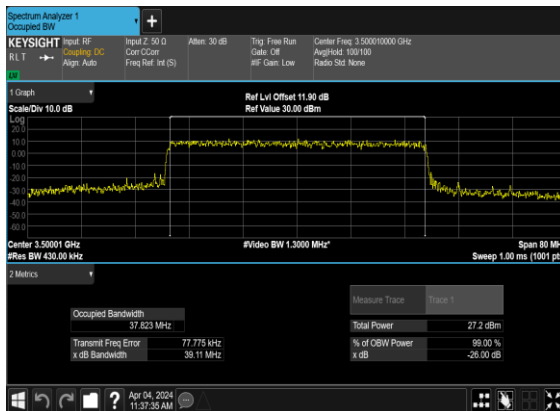 Spectrum Analyzer 1
Occupied BW
+
KEYSIGHT
Input: RF
Coupling: DC
Align: Auto
Input Z: 50 Ω
Corr CCorr
Freq Ref: Int (S)
Atten: 30 dB
Trig: Free Run
Gate: Off
#IF Gain: Low
Center Freq: 3.500010000 GHz
Avg|Hold: 100/100
Radio Std: None
R L T
LXI
1 Graph
Scale/Div 10.0 dB
Ref Lvl Offset 11.90 dB
Ref Value 30.00 dBm
Log
20.0
10.0
0.00
-10.0
-20.0
-30.0
-40.0
-50.0
-60.0
Center 3.50001 GHz
#Res BW 430.00 kHz
#Video BW 1.3000 MHz*
Span 80 MH
Sweep 1.00 ms (1001 pt
2 Metrics
Measure Trace
Trace 1
Occupied Bandwidth
37.823 MHz
Total Power
27.2 dBm
Transmit Freq Error
77.775 kHz
% of OBW Power
99.00 %
x dB Bandwidth
39.11 MHz
x dB
-26.00 dB
?
Apr 04, 2024
11:37:35 AM